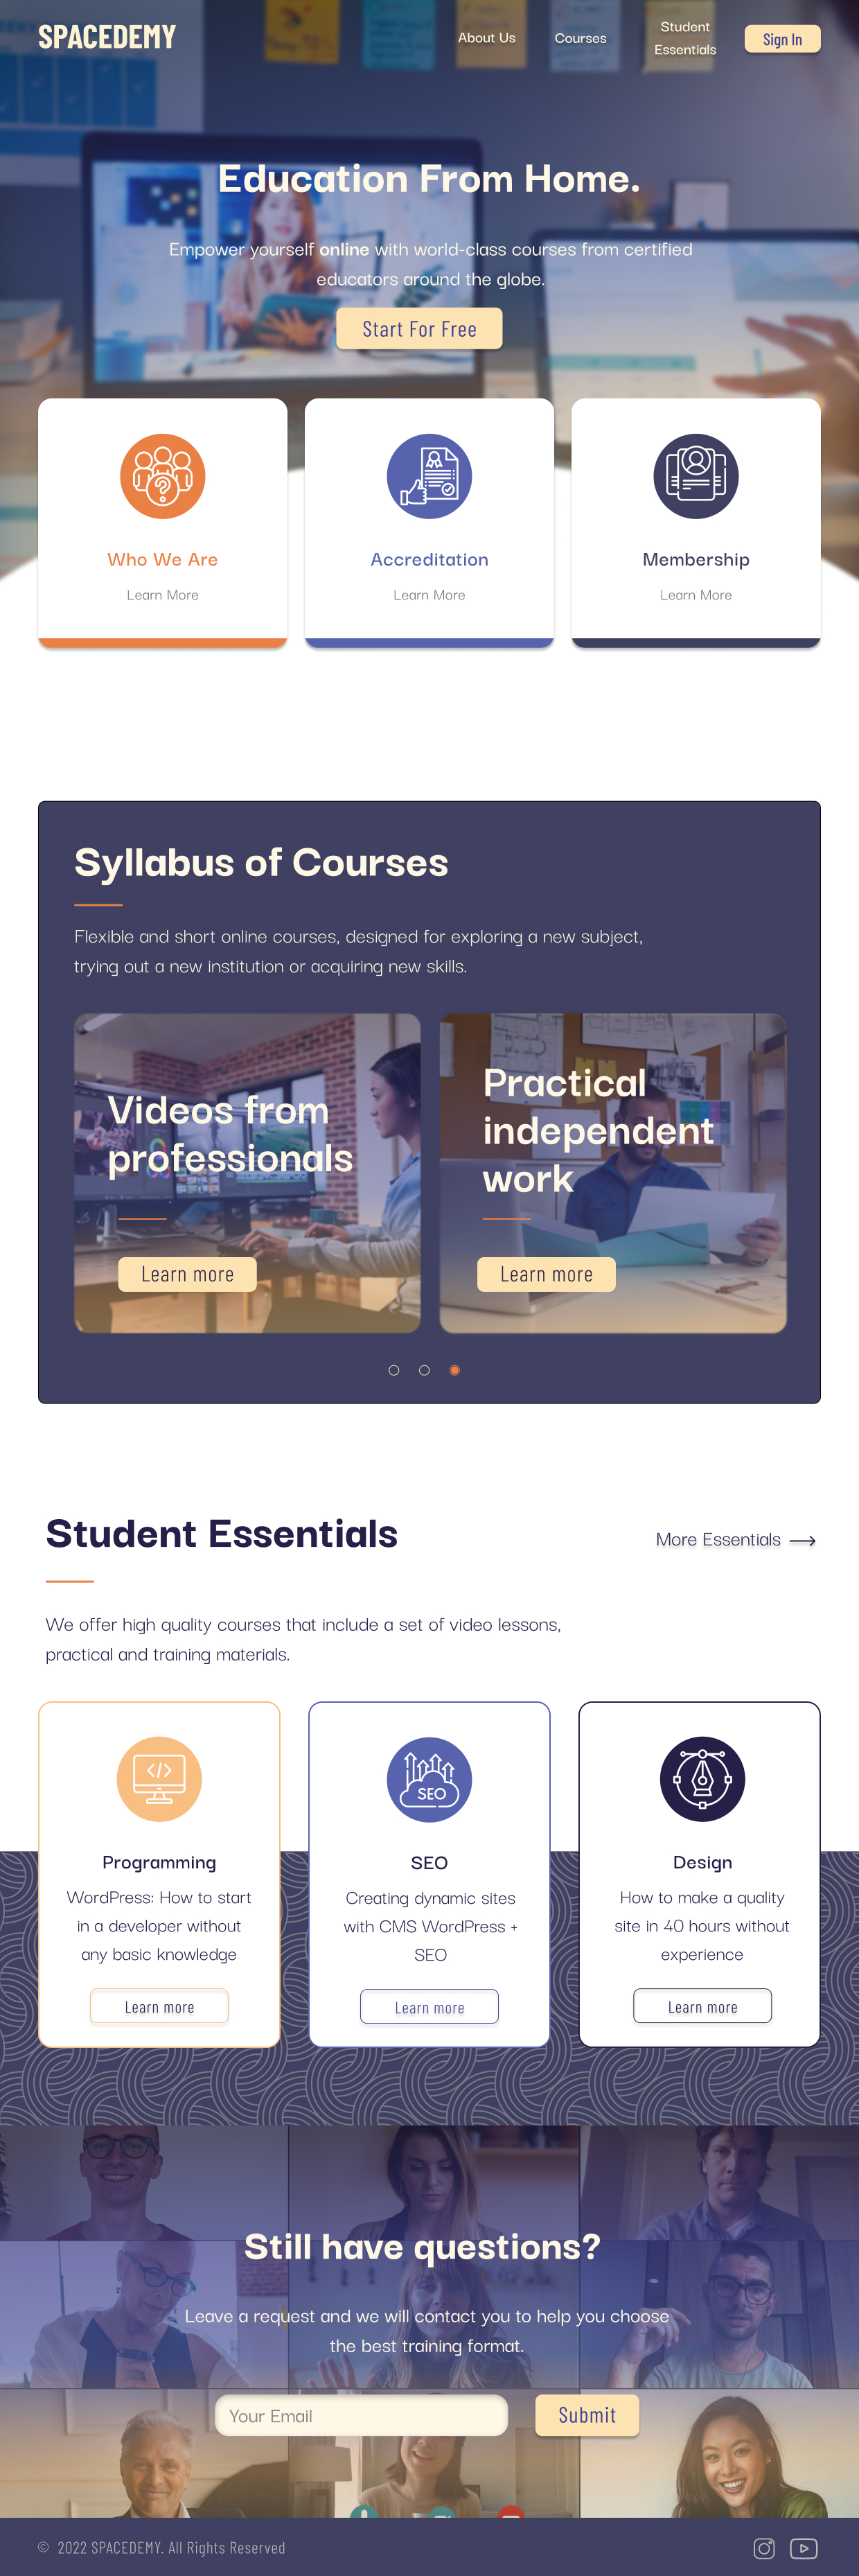 SPACEDEMY
About Us
Courses
Student
Essentials
Sign In
Education From Home.
Empower yourself online with world-class courses from certified
educators around the globe.
Start For Free
Who We Are
Learn More
Accreditation
Learn More
Membership
Learn More
Syllabus of Courses
Flexible and short online courses, designed for exploring a new subject,
trying out a new institution or acquiring new skills.
Videos from
professionals
Learn more
Practical
independent
work
Learn more
Student Essentials
More Essentials
We offer high quality courses that include a set of video lessons,
practical and training materials.
</>
Programming
WordPress: How to start
in a developer without
any basic knowledge
Learn more
SEO
SEO
Creating dynamic sites
with CMS WordPress +
SEO
Learn more
Design
How to make a quality
site in 40 hours without
experience
Learn more
Still have questions?
Leave a request and we will contact you to help you choose
the best training format.
Your Email
Submit
© 2022 SPACEDEMY. All Rights Reserved